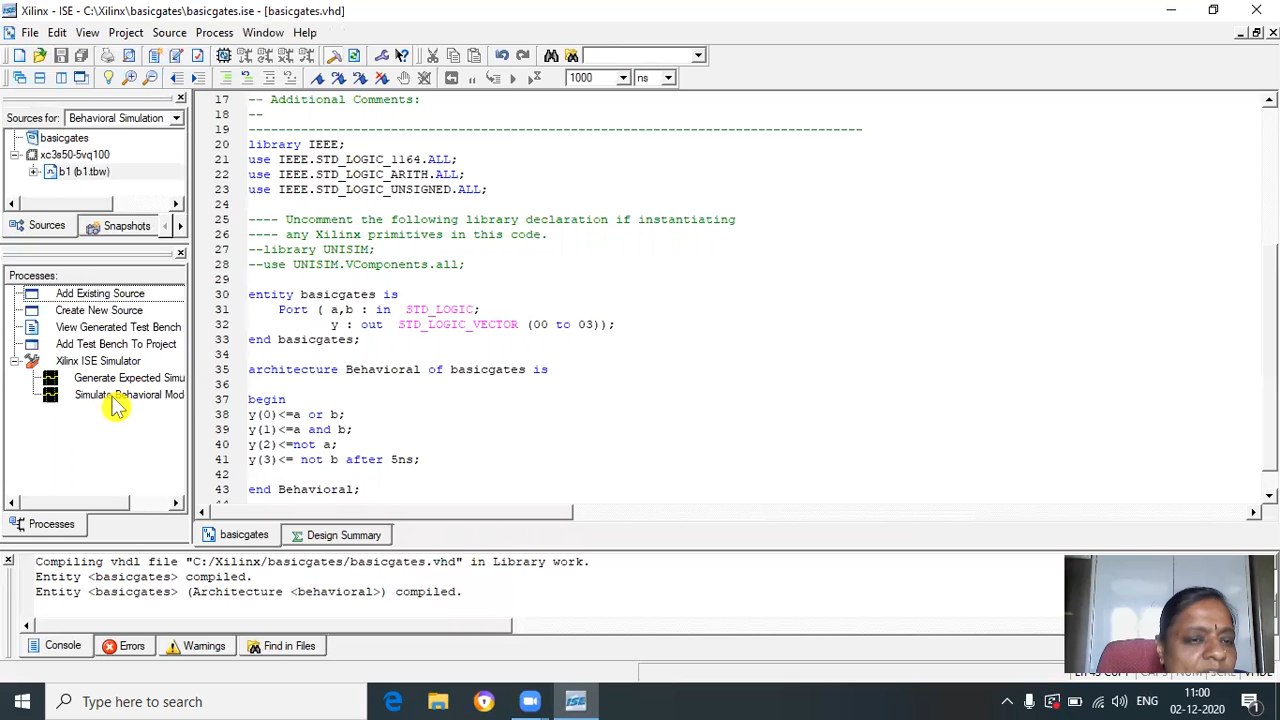 Xilinx - ISE - C:\Xilinx\basicgates\basicgates.ise - [basicgates.vhd]
File Edit View Project Source Process Window Help
1000 ns
Sources for: Behavioral Simulation
basicgates
xc3s50-5vq100
b1 (b1.tbw)
Sources Snapshots
Processes:
Add Existing Source
Create New Source
View Generated Test Bench
Add Test Bench To Project
Xilinx ISE Simulator
Generate Expected Simu
Simulate Behavioral Mod
Processes
17 -- Additional Comments:
18 --
19 ----------------------------------------------------------------------------------
20 library IEEE;
21 use IEEE.STD_LOGIC_1164.ALL;
22 use IEEE.STD_LOGIC_ARITH.ALL;
23 use IEEE.STD_LOGIC_UNSIGNED.ALL;
24
25 ---- Uncomment the following library declaration if instantiating
26 ---- any Xilinx primitives in this code.
27 --library UNISIM;
28 --use UNISIM.VComponents.all;
29
30 entity basicgates is
31 Port ( a,b : in STD_LOGIC;
32 y : out STD_LOGIC_VECTOR (00 to 03));
33 end basicgates;
34
35 architecture Behavioral of basicgates is
36
37 begin
38 y(0)<=a or b;
39 y(1)<=a and b;
40 y(2)<=not a;
41 y(3)<= not b after 5ns;
42
43 end Behavioral;
basicgates Design Summary
Compiling vhdl file "C:/Xilinx/basicgates/basicgates.vhd" in Library work.
Entity <basicgates> compiled.
Entity <basicgates> (Architecture <behavioral>) compiled.
Console Errors Warnings Find in Files
Type here to search
ISE
ENG
11:00
02-12-2020
1